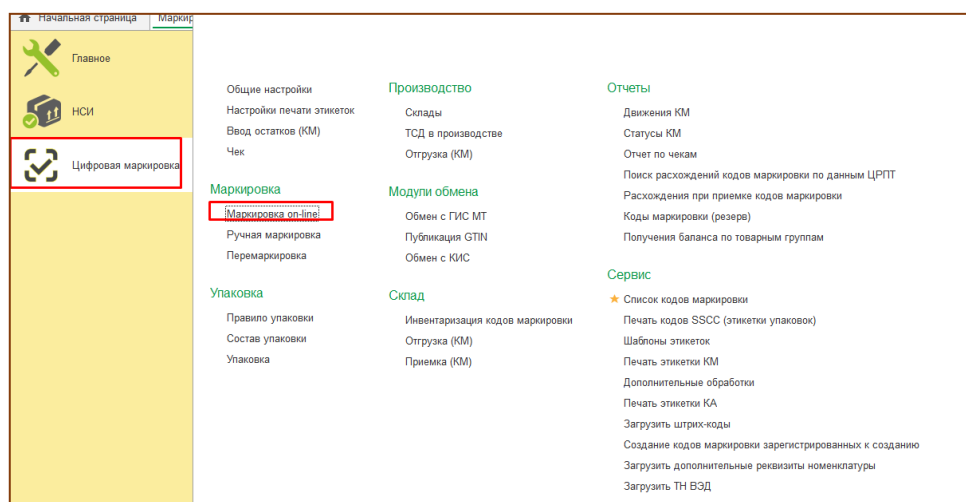 Начальная страница
Маркир
Главное
НСИ
Цифровая маркировка
Общие настройки
Настройки печати этикеток
Ввод остатков (КМ)
Чек
Маркировка
Маркировка on-line
Ручная маркировка
Перемаркировка
Упаковка
Правило упаковки
Состав упаковки
Упаковка
Производство
Склады
ТСД в производстве
Отгрузка (КМ)
Модули обмена
Обмен с ГИС МТ
Публикация GTIN
Обмен с КИС
Склад
Инвентаризация кодов маркировки
Отгрузка (КМ)
Приемка (КМ)
Отчеты
Движения КМ
Статусы КМ
Отчет по чекам
Поиск расхождений кодов маркировки по данным ЦРПТ
Расхождения при приемке кодов маркировки
Коды маркировки (резерв)
Получения баланса по товарным группам
Сервис
Список кодов маркировки
Печать кодов SSCC (этикетки упаковок)
Шаблоны этикеток
Печать этикетки КМ
Дополнительные обработки
Печать этикетки КА
Загрузить штрих-коды
Создание кодов маркировки зарегистрированных к созданию
Загрузить дополнительные реквизиты номенклатуры
Загрузить ТН ВЭД